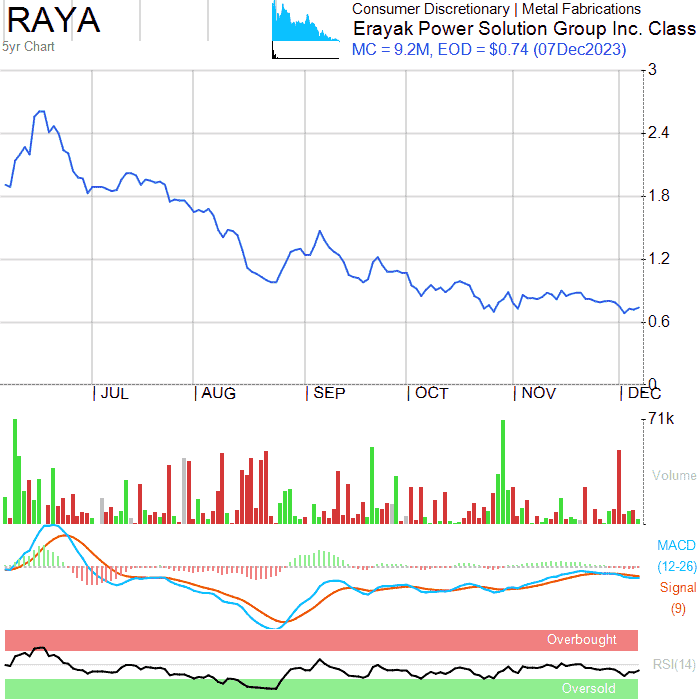 RAYA
5yr Chart
Consumer Discretionary | Metal Fabrications
Erayak Power Solution Group Inc. Class
MC = 9.2M, EOD = $0.74 (07Dec2023)
3
2.4
1.8
1.2
0.6
0
JUL
AUG
SEP
OCT
NOV
DEC
71k
Volume
MACD
(12-26)
Signal
(9)
Overbought
RSI(14)
Oversold